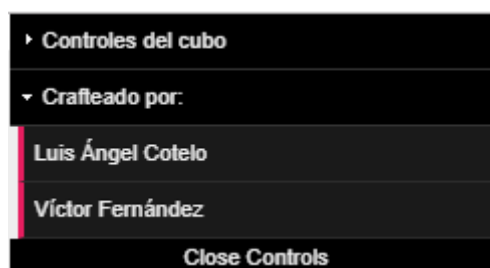 Controles del cubo
Crafteado por:
Luis Ángel Cotelo
Víctor Fernández
Close Controls